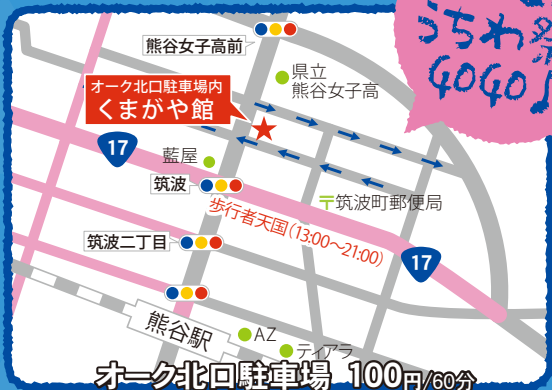 うちわ祭
GOGO♪
熊谷女子高前
県立
熊谷女子高
オーク北口駐車場内
くまがや館
17
藍屋
筑波
〒筑波町郵便局
歩行者天国(13:00〜21:00)
筑波二丁目
17
熊谷駅
AZ
ティアラ
オーク北口駐車場 100円/60分